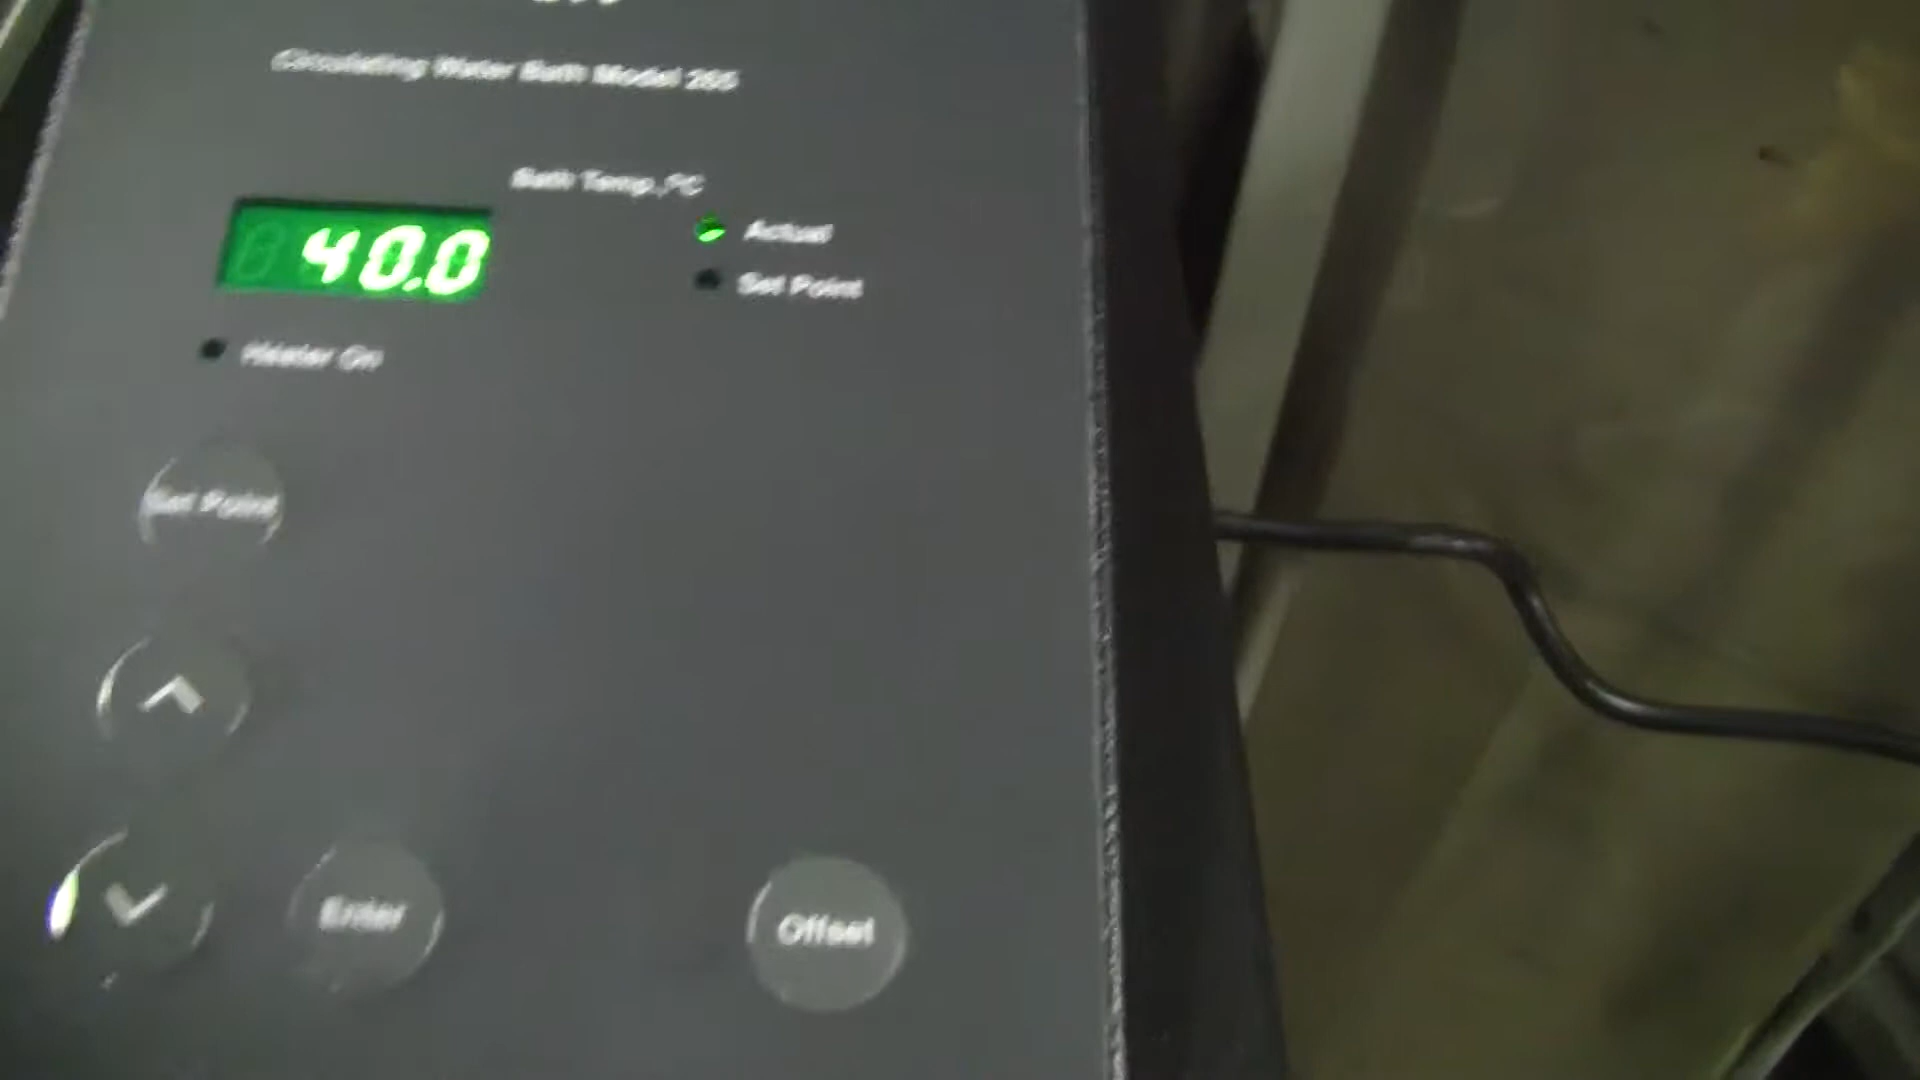 Circulating Water Bath Model 265
Bath Temp.,°C
40.0
Actual
Set Point
Heater On
Set Point
Enter
Offset